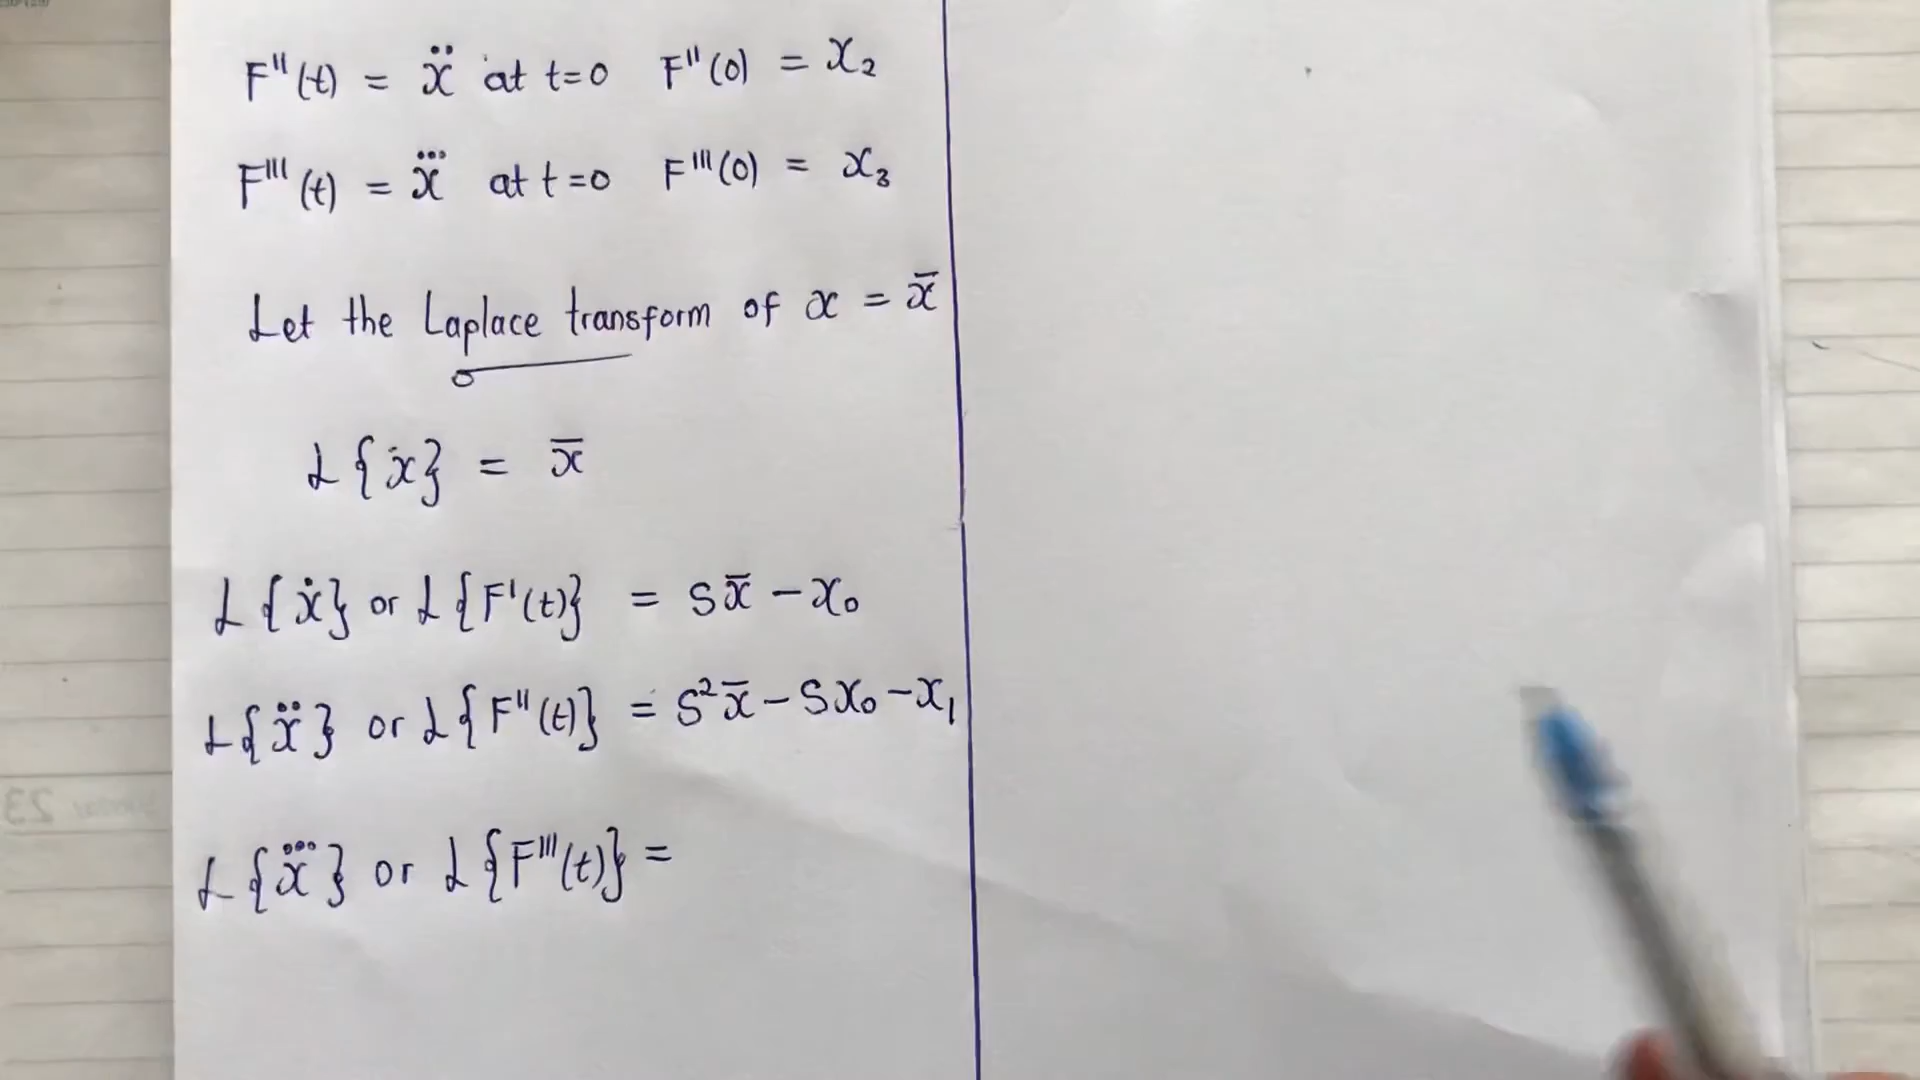 F''(t) = ẍ at t=0 F''(0) = x₂
F'''(t) = x⃛ at t=0 F'''(0) = x₃
Let the Laplace transform of x = x̄
ℒ{x} = x̄
ℒ{ẋ} or ℒ{F'(t)} = Sx̄ - x₀
ℒ{ẍ} or ℒ{F''(t)} = S²x̄ - Sx₀ - x₁
ℒ{x⃛} or ℒ{F'''(t)} =
23